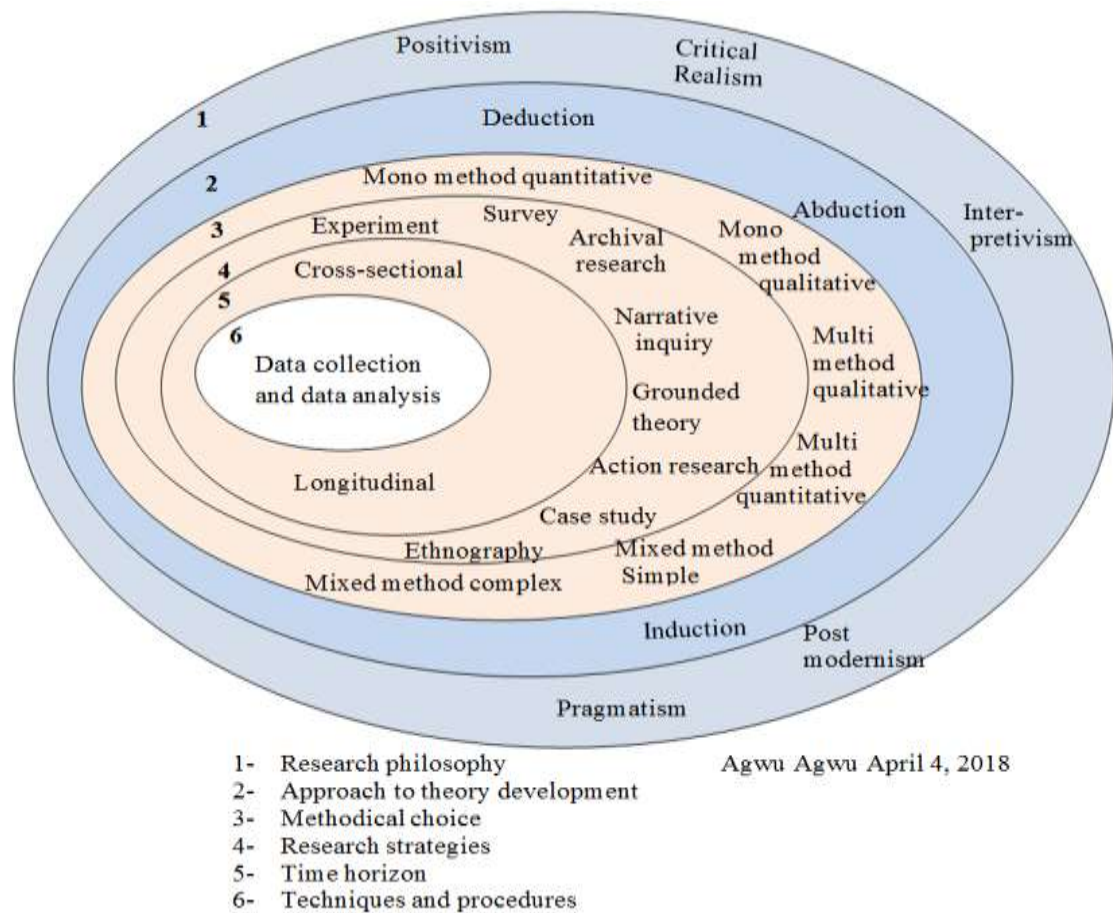 Positivism
Critical
Realism
1
Deduction
2
Mono method quantitative
Abduction
Inter-
pretivism
3
Experiment
Survey
Archival
research
Mono
method
qualitative
4
Cross-sectional
5
6
Narrative
inquiry
Multi
method
qualitative
Data collection
and data analysis
Grounded
theory
Multi
method
quantitative
Action research
Longitudinal
Case study
Ethnography
Mixed method
Simple
Mixed method complex
Induction
Post
modernism
Pragmatism
1- Research philosophy
Agwu Agwu April 4, 2018
2- Approach to theory development
3- Methodical choice
4- Research strategies
5- Time horizon
6- Techniques and procedures